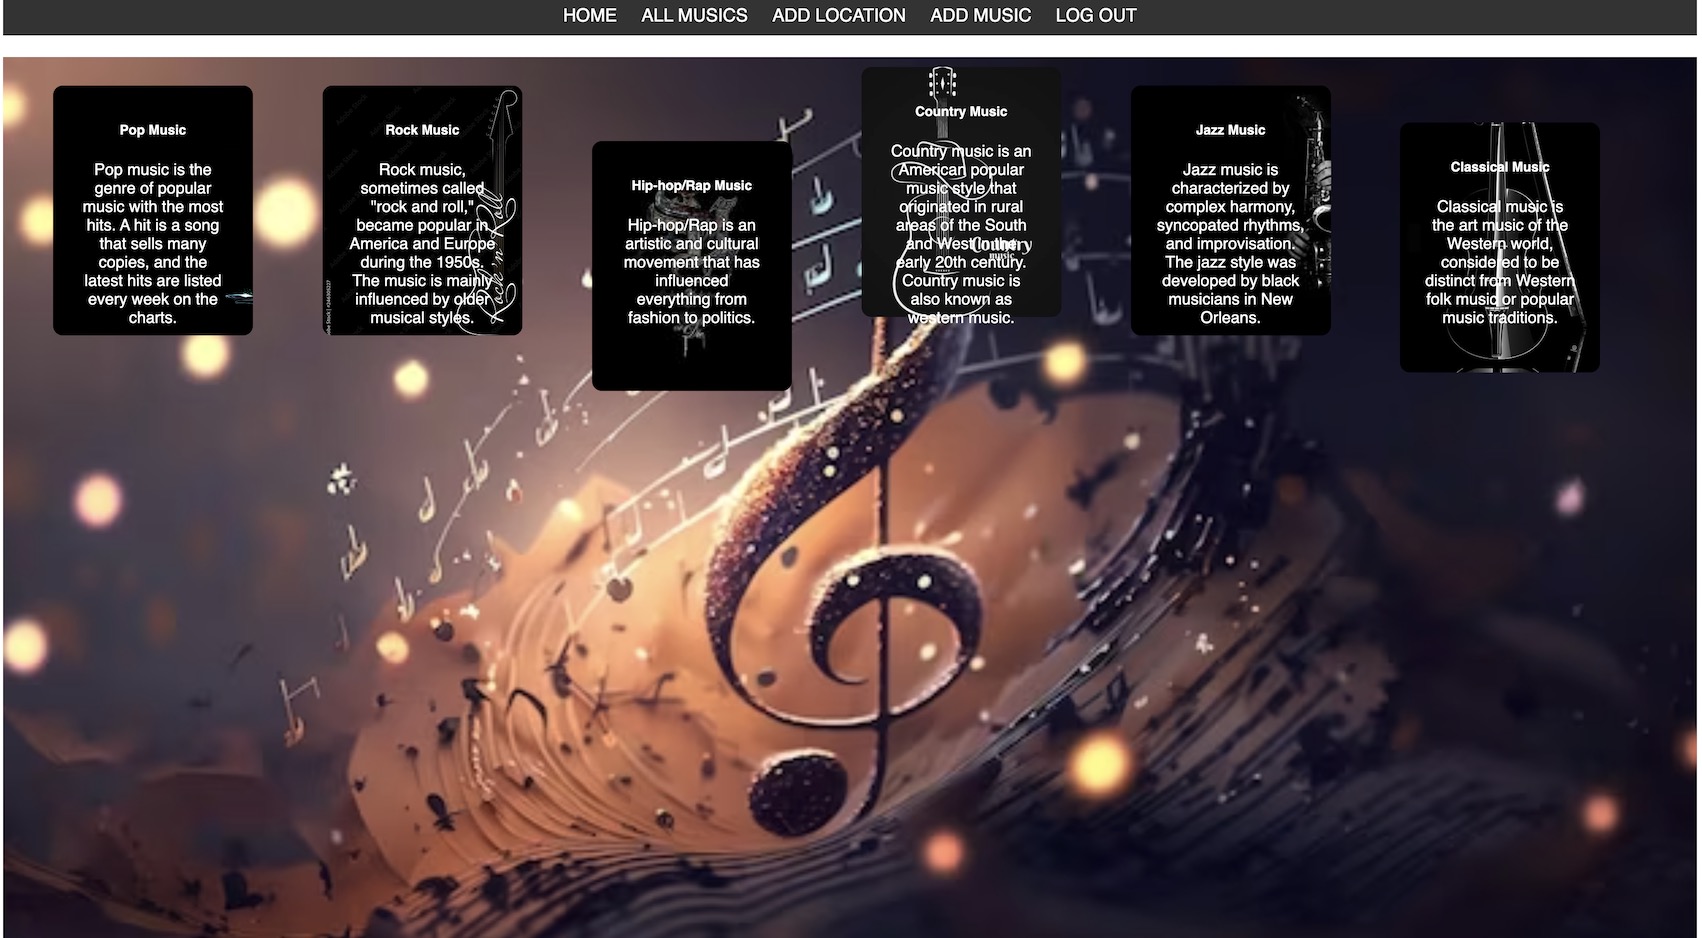 HOME ALL MUSICS ADD LOCATION ADD MUSIC LOG OUT
Pop Music
Pop music is the
genre of popular
music with the most
hits. A hit is a song
that sells many
copies, and the
latest hits are listed
every week on the
charts.
Rock Music
Rock music,
sometimes called
"rock and roll,"
became popular in
America and Europe
during the 1950s.
The music is mainly
influenced by older
musical styles.
Rock 'n' Roll
Hip-hop/Rap Music
Hip-hop/Rap is an
artistic and cultural
movement that has
influenced
everything from
fashion to politics.
Country Music
Country music is an
American popular
music style that
originated in rural
areas of the South
and West in the
early 20th century.
Country music is
also known as
western music.
Country
music
Jazz Music
Jazz music is
characterized by
complex harmony,
syncopated rhythms,
and improvisation.
The jazz style was
developed by black
musicians in New
Orleans.
Classical Music
Classical music is
the art music of the
Western world,
considered to be
distinct from Western
folk music or popular
music traditions.